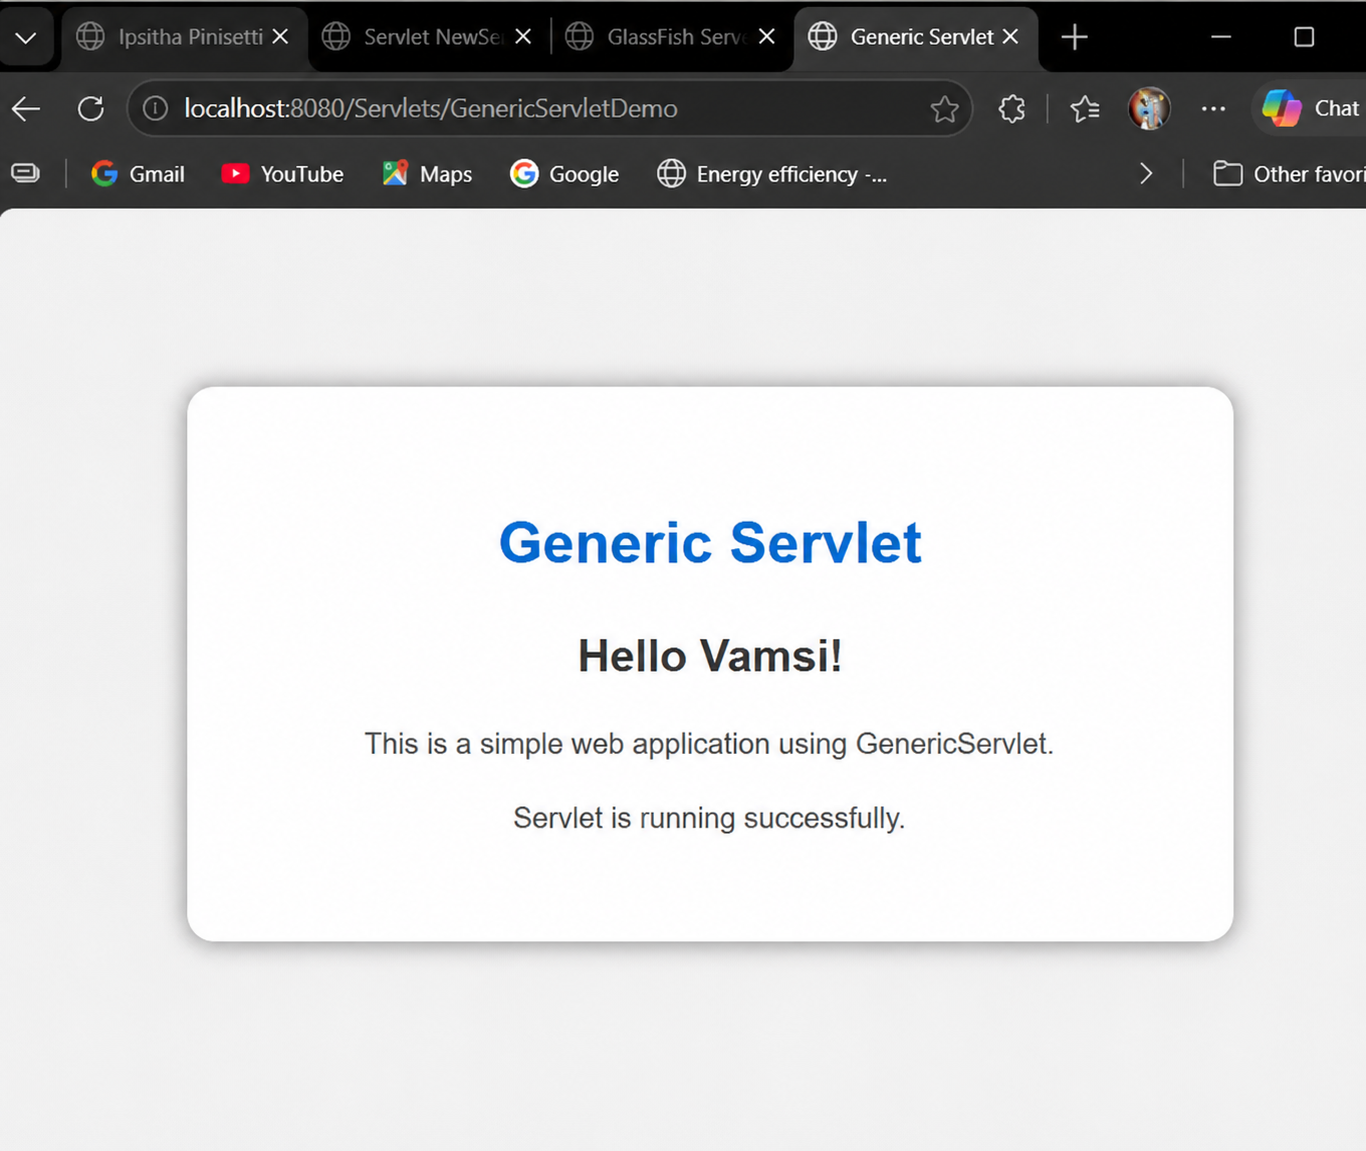 Ipsitha Pinisetti
Servlet NewSe
GlassFish Serve
Generic Servlet
localhost:8080/Servlets/GenericServletDemo
Chat
Gmail
YouTube
Maps
Google
Energy efficiency -...
Other favori
Generic Servlet
Hello Vamsi!
This is a simple web application using GenericServlet.
Servlet is running successfully.